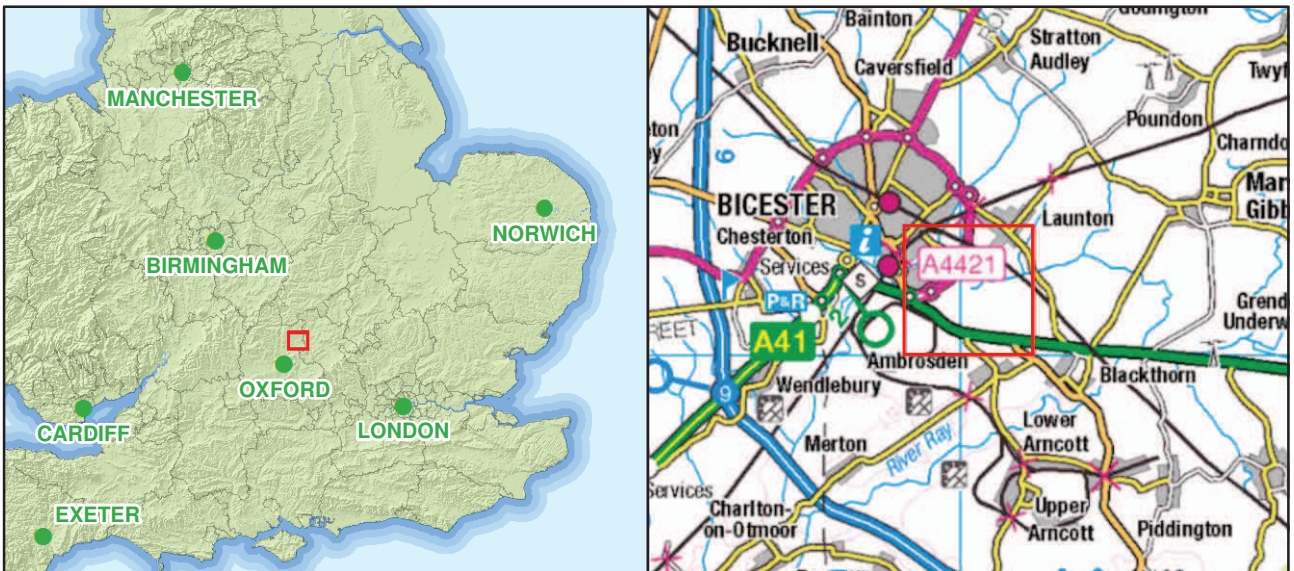 MANCHESTER
BIRMINGHAM
NORWICH
OXFORD
CARDIFF
LONDON
EXETER
Bainton
Bucknell
Stratton
Audley
Caversfield
Twyf
Poundon
Charndo
BICESTER
Mar
Gibb
Launton
Chesterton
i
Services
A4421
S
P&R
2
STREET
A41
Grend
Underw
Ambrosden
Wendlebury
Blackthorn
9
Lower
Arncott
Merton
River Ray
Services
Charlton-
on-Otmoor
Upper
Arncott
Piddington